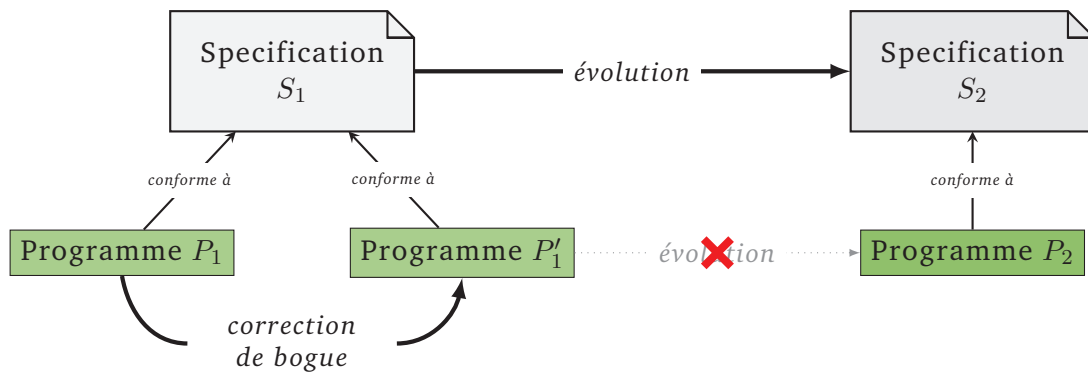 Specification
S₁
évolution
Specification
S₂
conforme à
conforme à
conforme à
Programme P₁
Programme P′₁
évolution
Programme P₂
correction
de bogue